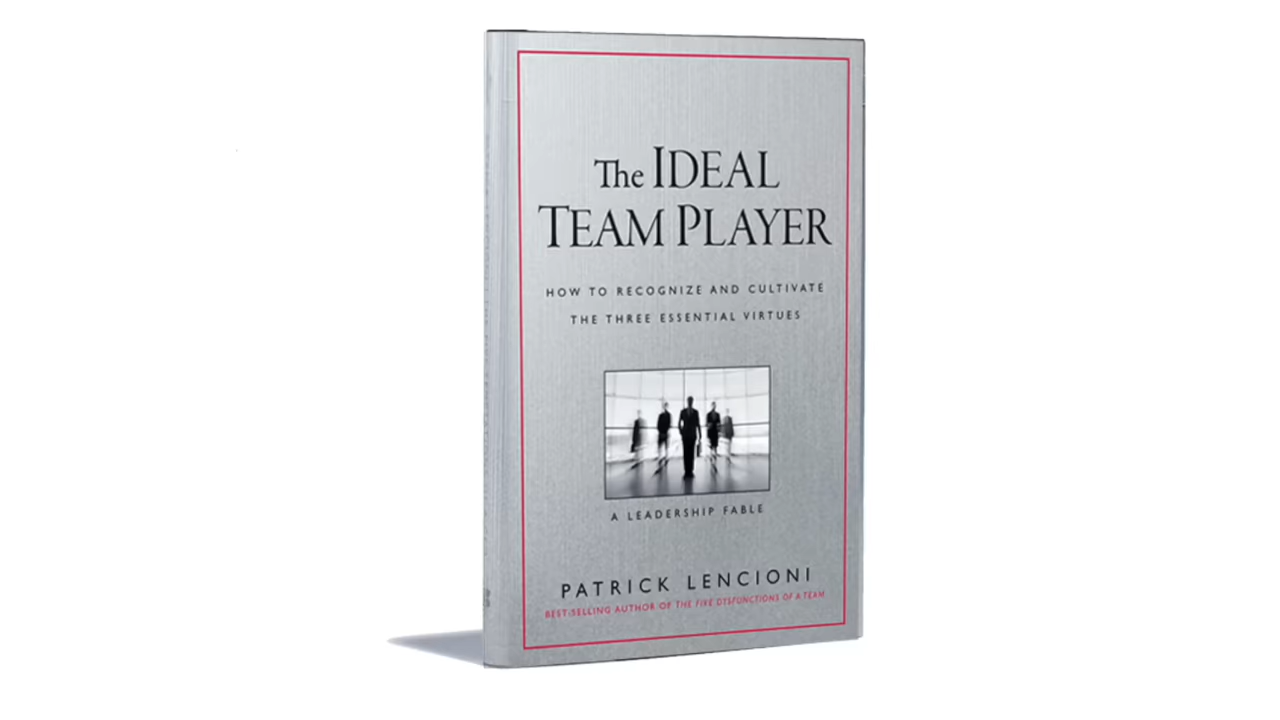 The IDEAL
TEAM PLAYER
HOW TO RECOGNIZE AND CULTIVATE
THE THREE ESSENTIAL VIRTUES
A LEADERSHIP FABLE
PATRICK LENCIONI
BEST-SELLING AUTHOR OF THE FIVE DYSFUNCTIONS OF A TEAM